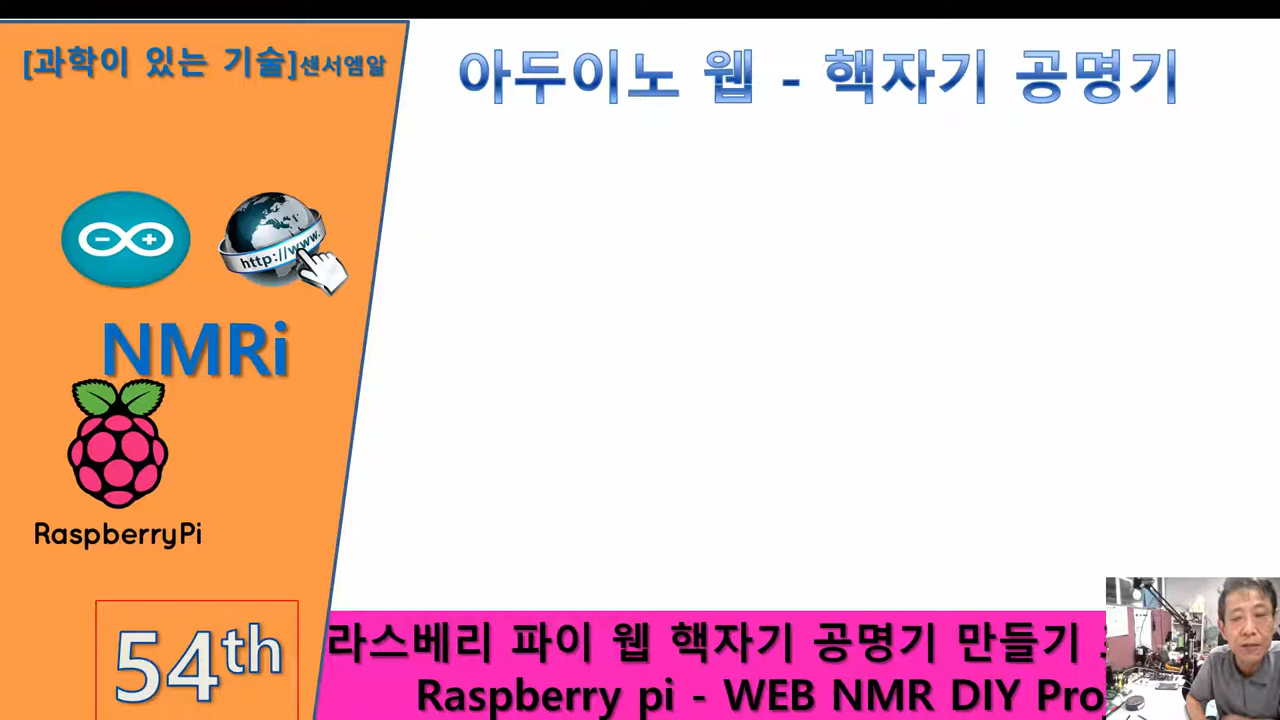 [과학이 있는 기술]센서엠알
아두이노 웹 - 핵자기 공명기
http://www.
NMRi
RaspberryPi
54th
라스베리 파이 웹 핵자기 공명기 만들기
Raspberry pi - WEB NMR DIY Pro